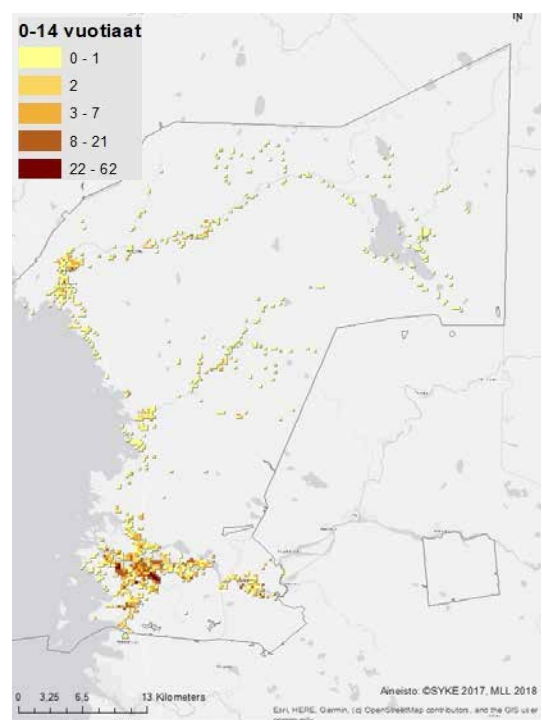 0-14 vuotiaat
0 - 1
2
3 - 7
8 - 21
22 - 62
0 3,25 6,5 13 Kilometers
Aineisto: ©SYKE 2017, MLL 2018
Esri, HERE, Garmin, (c) OpenStreetMap contributors, and the GIS user
community